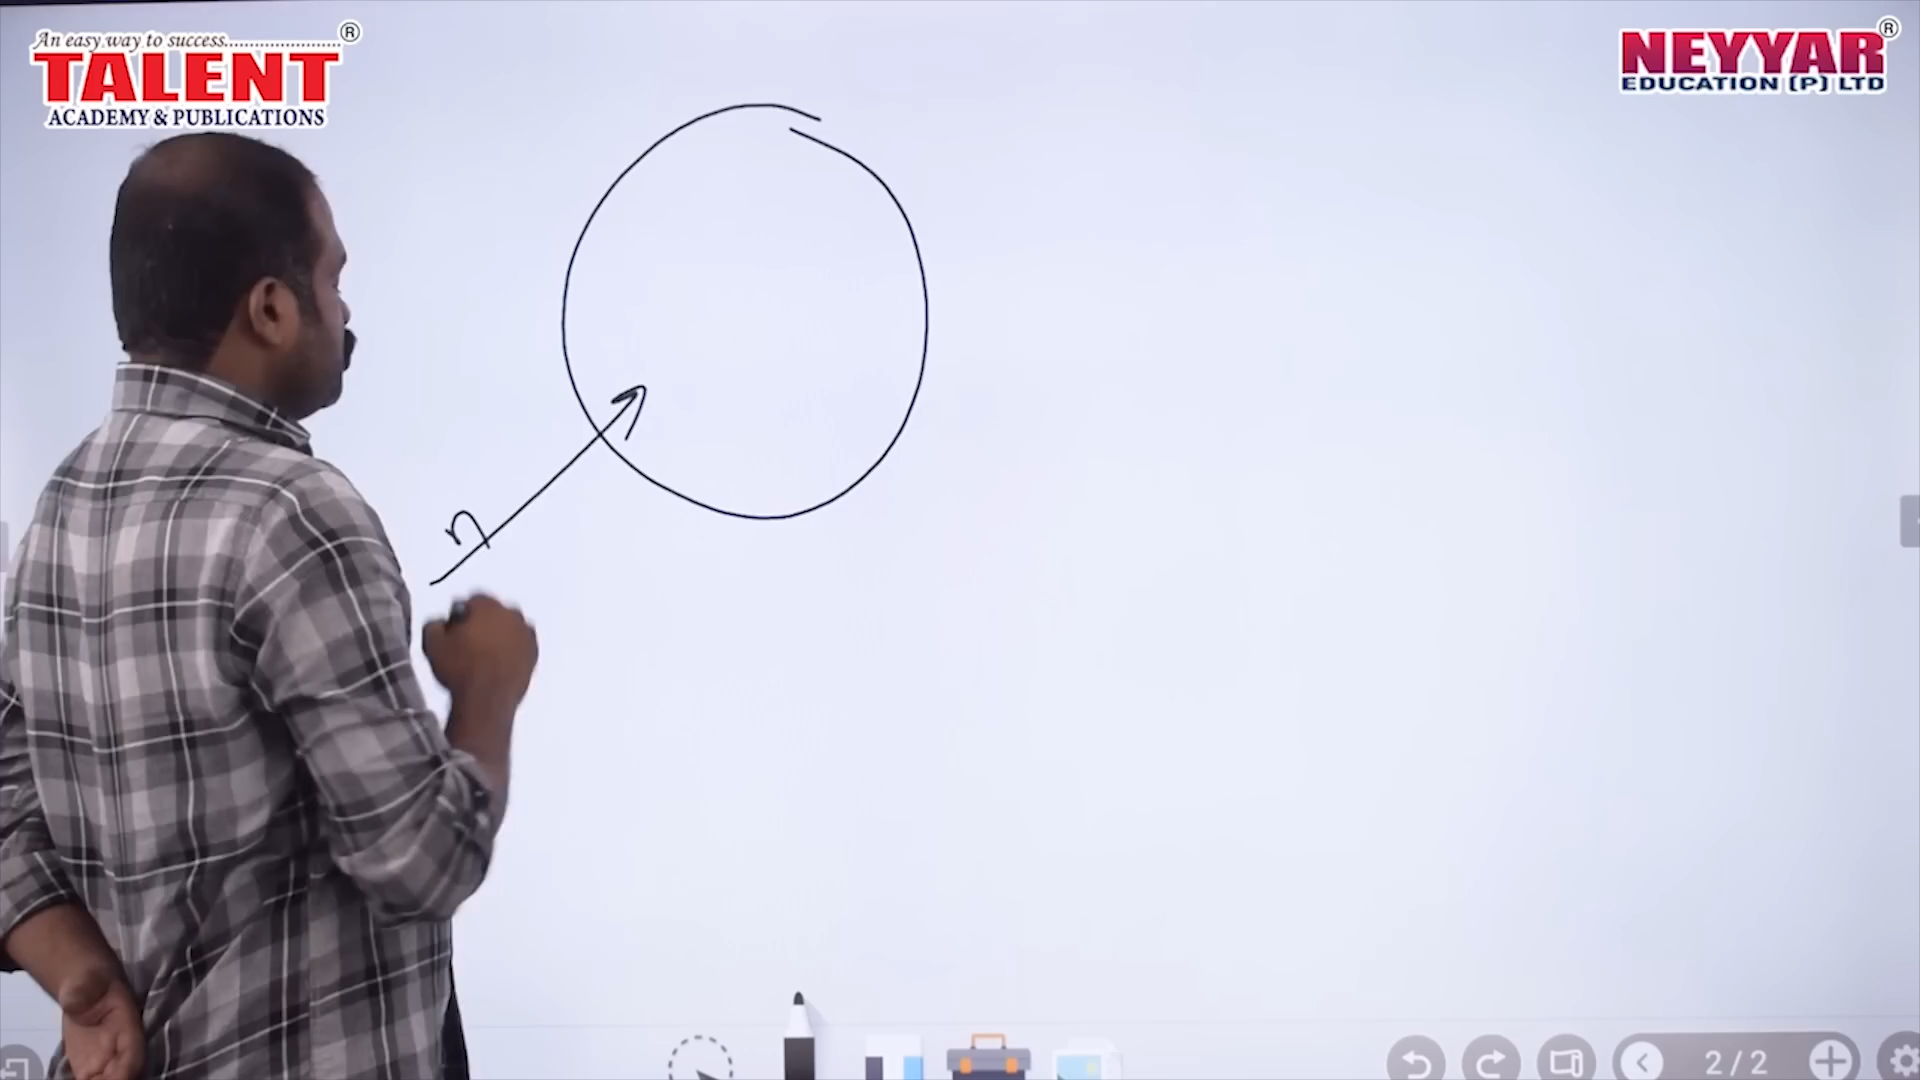 An easy way to success........................®
TALENT
ACADEMY & PUBLICATIONS
NEYYAR®
EDUCATION (P) LTD
n
2/2